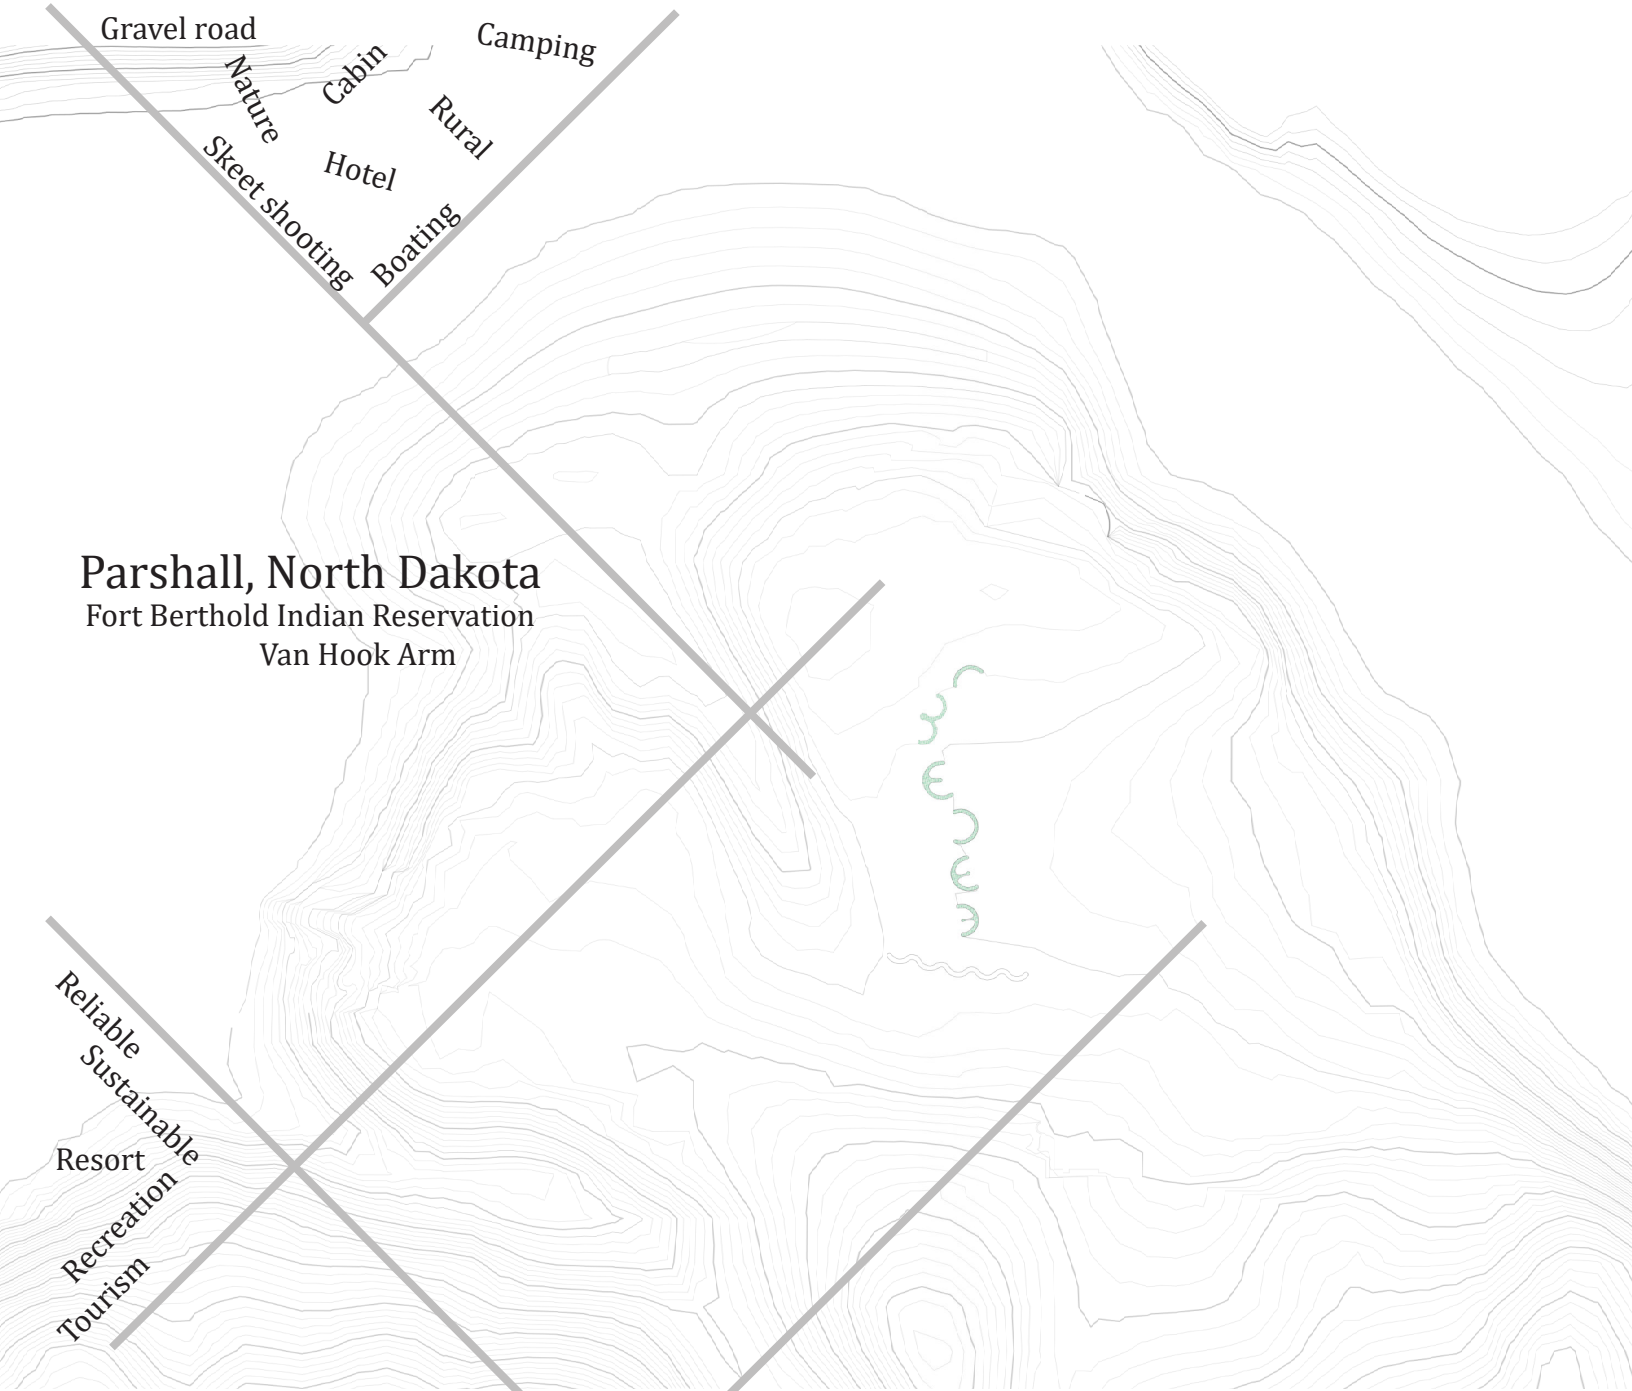 Gravel road
Camping
Cabin
Nature
Rural
Hotel
Skeet shooting
Boating
Parshall, North Dakota
Fort Berthold Indian Reservation
Van Hook Arm
Reliable
Sustainable
Resort
Recreation
Tourism